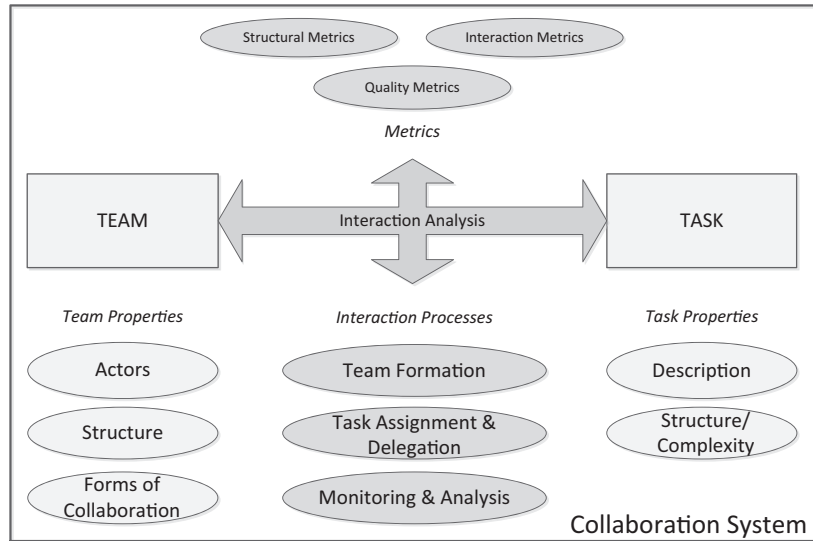 Structural Metrics
Interaction Metrics
Quality Metrics
Metrics
TEAM
Interaction Analysis
TASK
Team Properties
Interaction Processes
Task Properties
Actors
Team Formation
Description
Structure
Task Assignment &
Delegation
Structure/
Complexity
Forms of
Collaboration
Monitoring & Analysis
Collaboration System